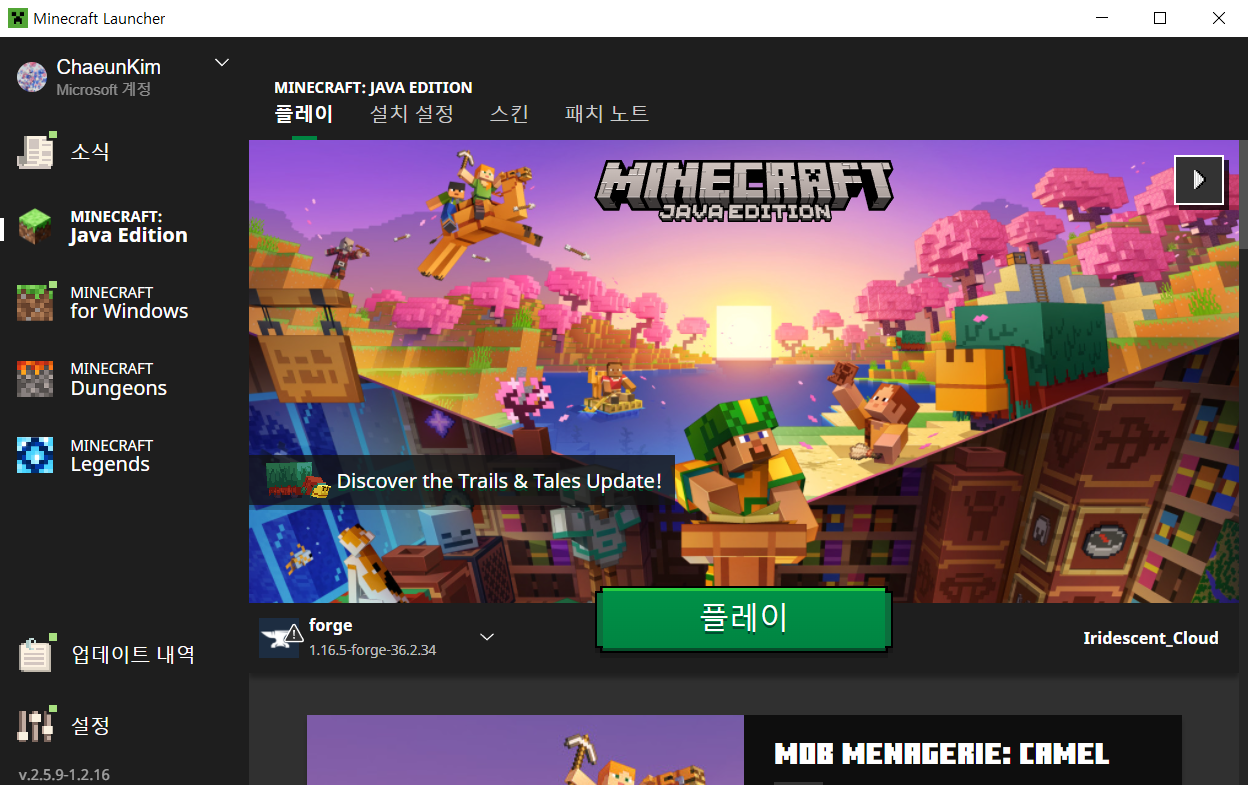 Minecraft Launcher
ChaeunKim
Microsoft 계정
소식
MINECRAFT:
Java Edition
MINECRAFT
for Windows
MINECRAFT
Dungeons
MINECRAFT
Legends
업데이트 내역
설정
v.2.5.9-1.2.16
MINECRAFT: JAVA EDITION
플레이 설치 설정 스킨 패치 노트
MINECRAFT
JAVA EDITION
Discover the Trails & Tales Update!
forge
1.16.5-forge-36.2.34
플레이
Iridescent_Cloud
MOB MENAGERIE: CAMEL